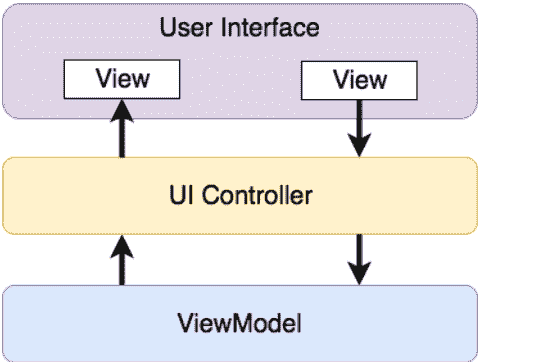 User Interface
View
View
UI Controller
ViewModel